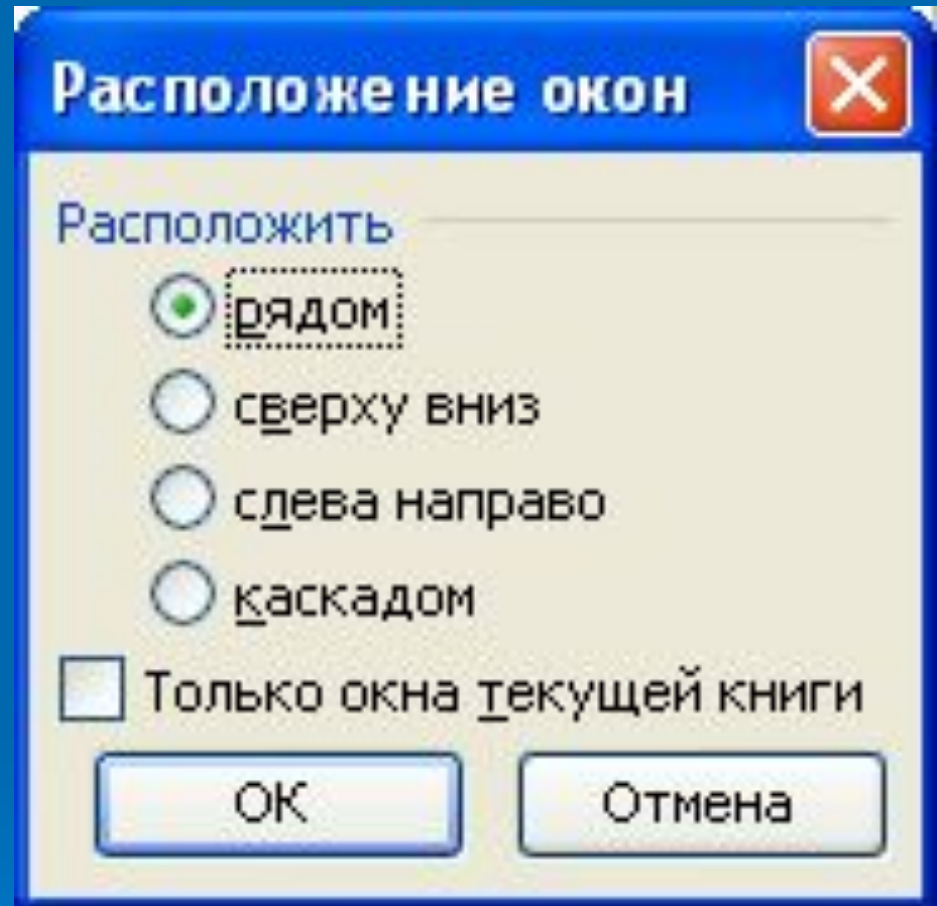 Расположение окон
Расположить
рядом
сверху вниз
слева направо
каскадом
Только окна текущей книги
ОК
Отмена